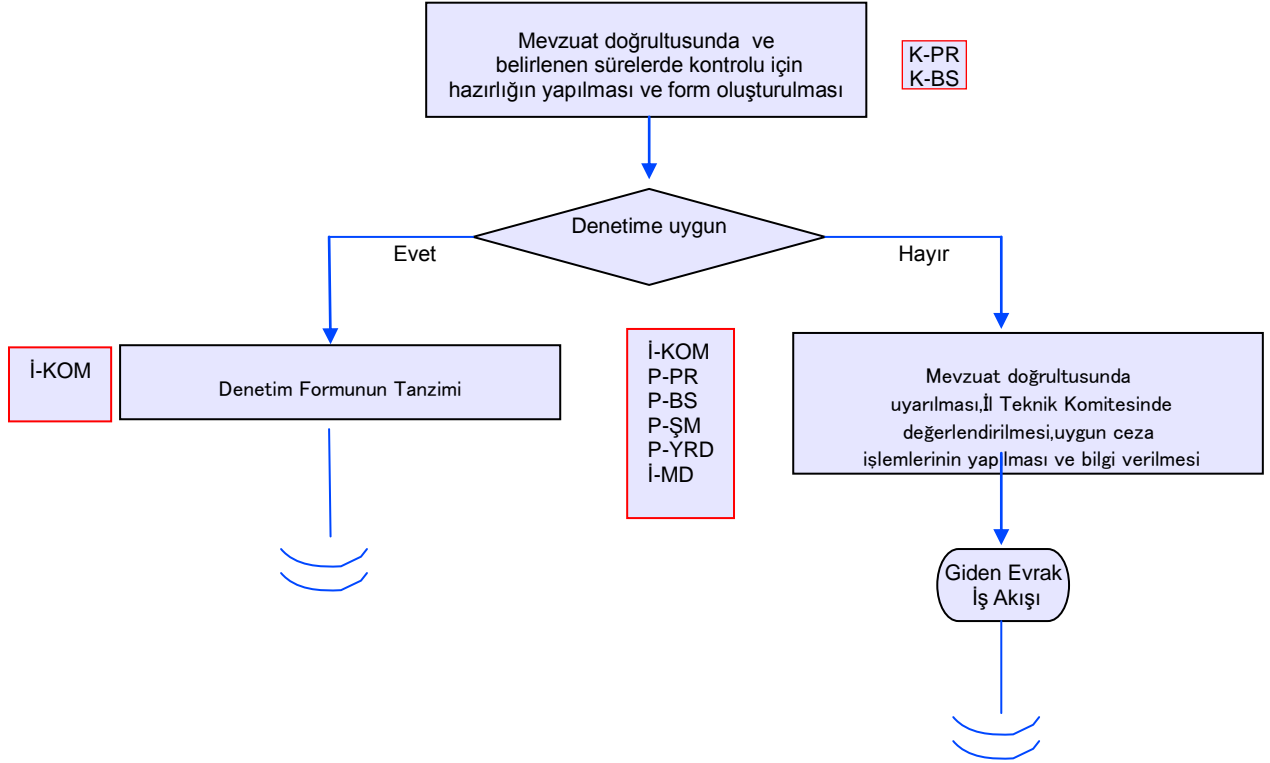 Mevzuat doğrultusunda  ve
belirlenen sürelerde kontrolu için
hazırlığın yapılması ve form oluşturulması
K-PR
K-BS
Denetime uygun
Evet
Hayır
İ-KOM
Denetim Formunun Tanzimi
İ-KOM
P-PR
P-BS
P-ŞM
P-YRD
İ-MD
Mevzuat doğrultusunda
uyarılması,İl Teknik Komitesinde
değerlendirilmesi,uygun ceza
işlemlerinin yapılması ve bilgi verilmesi
Giden Evrak
İş Akışı